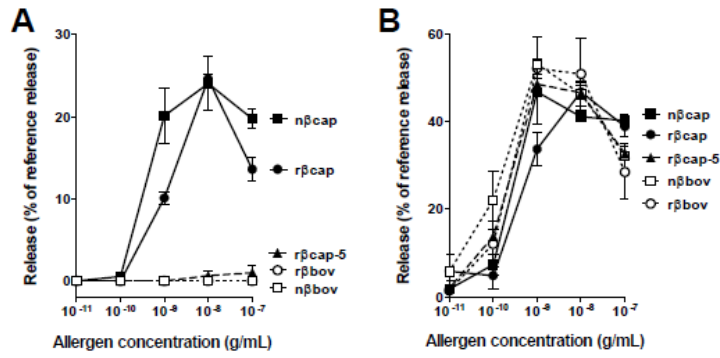 A
B
Release (% of reference release)
30
20
10
0
10⁻¹¹ 10⁻¹⁰ 10⁻⁹ 10⁻⁸ 10⁻⁷
Allergen concentration (g/mL)
nβcap
rβcap
rβcap-5
rβbov
nβbov
Release (% of reference release)
60
40
20
0
10⁻¹¹ 10⁻¹⁰ 10⁻⁹ 10⁻⁸ 10⁻⁷
Allergen concentration (g/mL)
nβcap
rβcap
rβcap-5
nβbov
rβbov